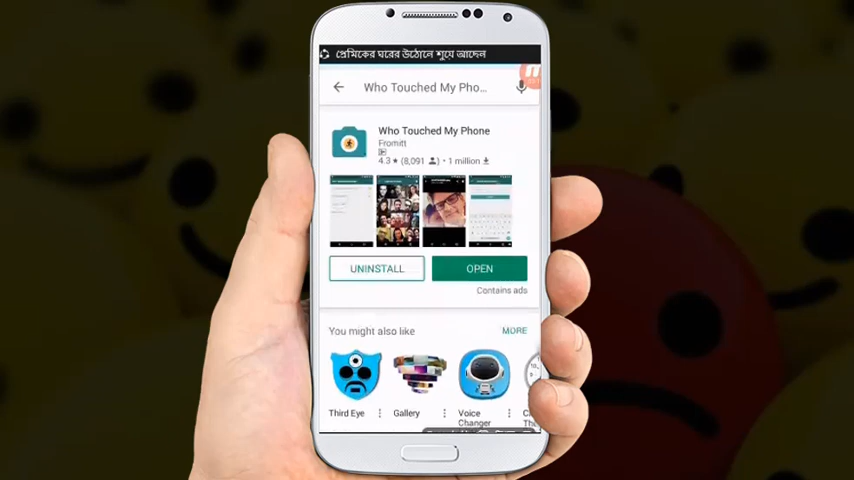 প্রেমিকের ঘরের উঠোনে শুয়ে আছেন
Who Touched My Pho...
Who Touched My Phone
Fromitt
4.3 ★ (8,091) • 1 million
UNINSTALL
OPEN
Contains ads
You might also like
MORE
Third Eye
Gallery
Voice Changer